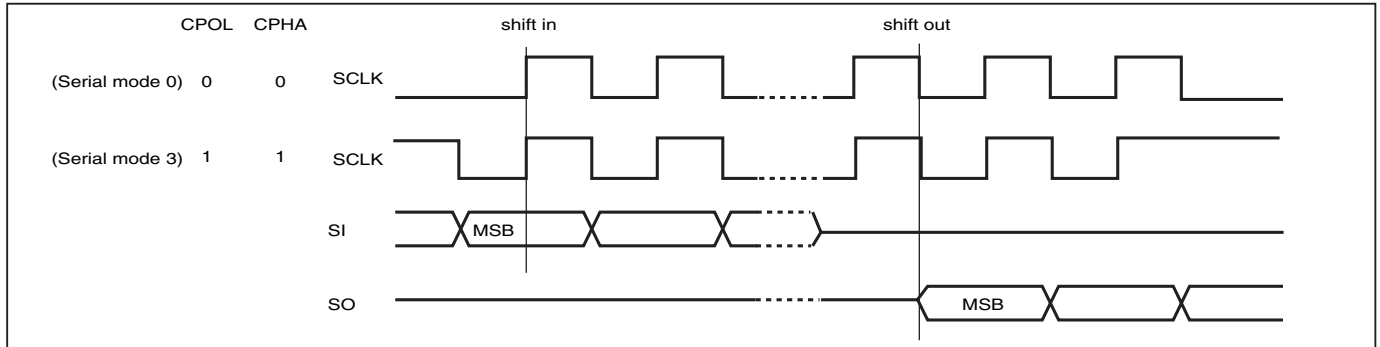 CPOL CPHA shift in shift out
(Serial mode 0) 0 0 SCLK
(Serial mode 3) 1 1 SCLK
SI MSB
SO MSB